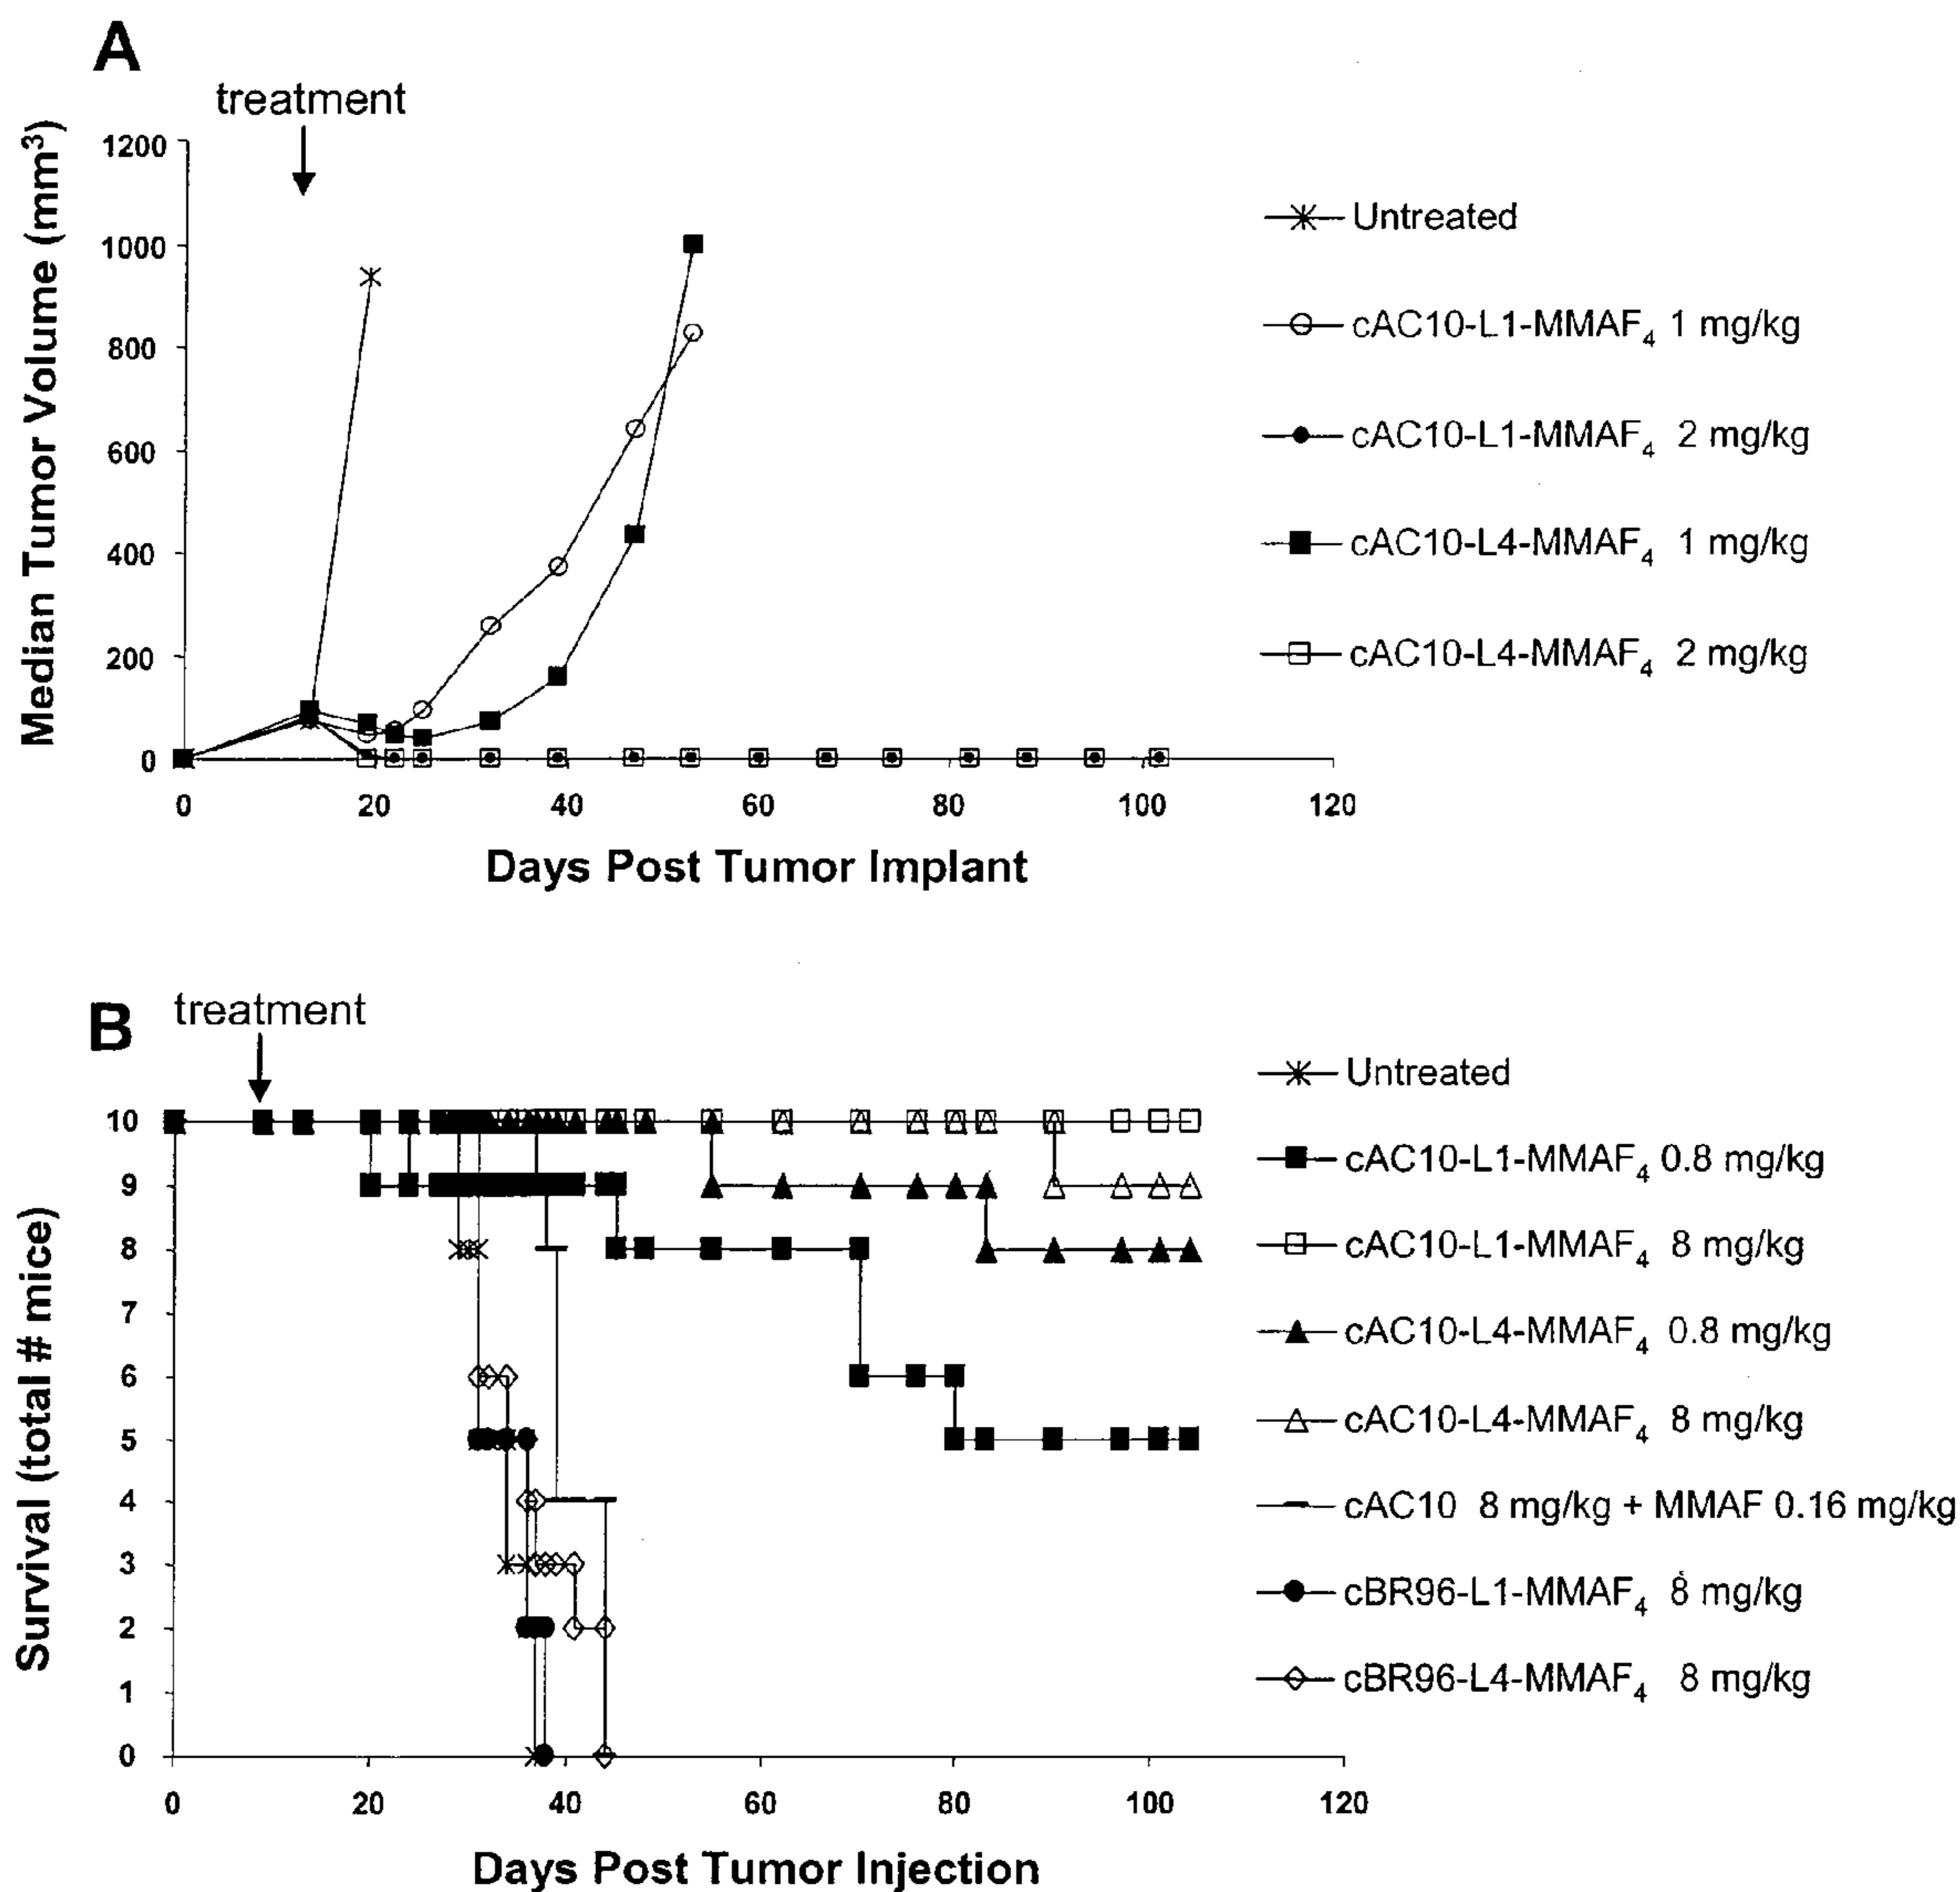 A
treatment
Median Tumor Volume (mm³)
1200
1000
800
600
400
200
0
0 20 40 60 80 100 120
Days Post Tumor Implant
Untreated
cAC10-L1-MMAF₄ 1 mg/kg
cAC10-L1-MMAF₄ 2 mg/kg
cAC10-L4-MMAF₄ 1 mg/kg
cAC10-L4-MMAF₄ 2 mg/kg
B
treatment
Survival (total # mice)
10
9
8
7
6
5
4
3
2
1
0
0 20 40 60 80 100 120
Days Post Tumor Injection
Untreated
cAC10-L1-MMAF₄ 0.8 mg/kg
cAC10-L1-MMAF₄ 8 mg/kg
cAC10-L4-MMAF₄ 0.8 mg/kg
cAC10-L4-MMAF₄ 8 mg/kg
cAC10 8 mg/kg + MMAF 0.16 mg/kg
cBR96-L1-MMAF₄ 8 mg/kg
cBR96-L4-MMAF₄ 8 mg/kg